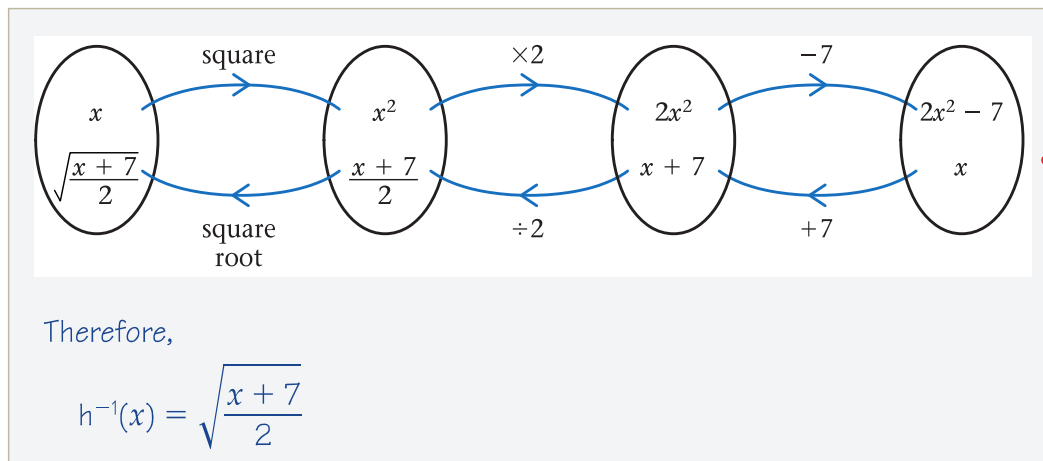 square ×2 −7
x x² 2x² 2x² − 7
√((x + 7)/2) (x + 7)/2 x + 7 x
square root ÷2 +7
Therefore,
h⁻¹(x) = √((x + 7)/2)